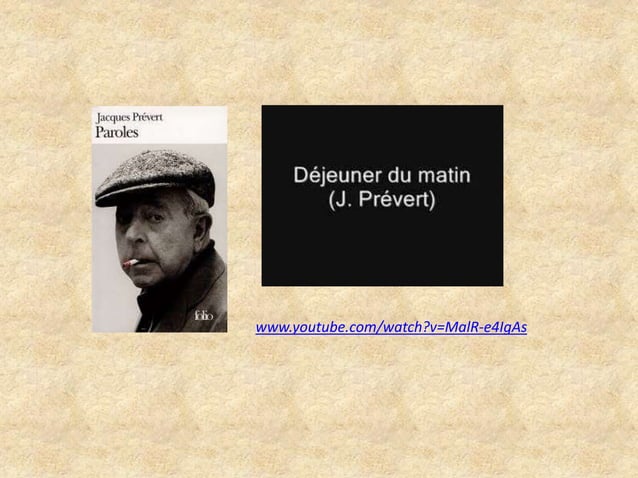 Jacques Prévert
Paroles
folio
Déjeuner du matin
(J. Prévert)
www.youtube.com/watch?v=MalR-e4IgAs